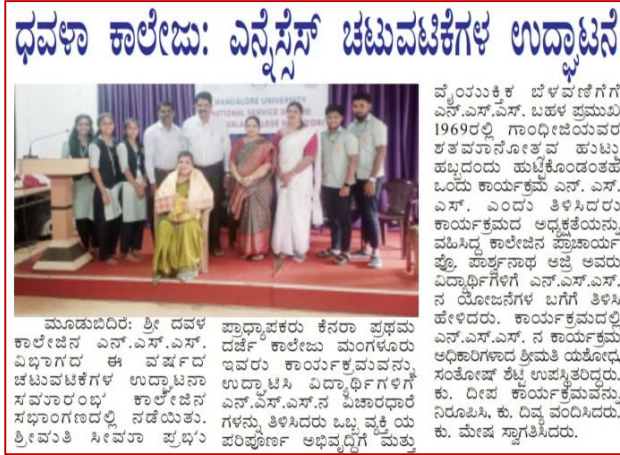 ಧವಳಾ ಕಾಲೇಜು: ಎನ್ನೆಸ್ಸೆಸ್ ಚಟುವಟಿಕೆಗಳ ಉದ್ಘಾಟನೆ
MANGALORE UNIVERSITY
NATIONAL SERVICE
ಮೂಡುಬಿದಿರೆ: ಶ್ರೀ ದವಳ
ಕಾಲೇಜಿನ ಎನ್.ಎಸ್.ಎಸ್.
ವಿಭಾಗದ ಈ ವರ್ಷದ
ಚಟುವಟಿಕೆಗಳ ಉದ್ಘಾಟನಾ
ಸಮಾರಂಭ ಕಾಲೇಜಿನ
ಸಭಾಂಗಣದಲ್ಲಿ ನಡೆಯಿತು.
ಶ್ರೀಮತಿ ಸೀಮಾ ಪ್ರಭು
ಪ್ರಾಧ್ಯಾಪಕರು ಕೆನರಾ ಪ್ರಥಮ
ದರ್ಜೆ ಕಾಲೇಜು ಮಂಗಳೂರು
ಇವರು ಕಾರ್ಯಕ್ರಮವನ್ನು
ಉದ್ಘಾಟಿಸಿ ವಿದ್ಯಾರ್ಥಿಗಳಿಗೆ
ಎನ್.ಎಸ್.ಎಸ್.ನ ವಿಚಾರಧಾರೆ
ಗಳನ್ನು ತಿಳಿಸಿದರು ಒಬ್ಬ ವ್ಯಕ್ತಿ ಯ
ಪರಿಪೂರ್ಣ ಅಭಿವೃದ್ಧಿಗೆ ಮತ್ತು
ವೈಯುಕ್ತಿಕ ಬೆಳವಣಿಗೆಗೆ
ಎನ್.ಎಸ್.ಎಸ್. ಬಹಳ ಪ್ರಮುಖ
1969ರಲ್ಲಿ ಗಾಂಧೀಜಿಯವರ
ಶತಮಾನೋತ್ಸವ ಹುಟ್ಟು
ಹಬ್ಬದಂದು ಹುಟ್ಟಿಕೊಂಡಂತಹ
ಒಂದು ಕಾರ್ಯಕ್ರಮ ಎನ್. ಎಸ್.
ಎಸ್. ಎಂದು ತಿಳಿಸಿದರು
ಕಾರ್ಯಕ್ರಮದ ಅಧ್ಯಕ್ಷತೆಯನ್ನು
ವಹಿಸಿದ್ದ ಕಾಲೇಜಿನ ಪ್ರಾಚಾರ್ಯ
ಪ್ರೊ. ಪಾರ್ಶ್ವನಾಥ ಅಜ್ರಿ ಅವರು
ವಿದ್ಯಾರ್ಥಿಗಳಿಗೆ ಎನ್.ಎಸ್.ಎಸ್.
ನ ಯೋಜನೆಗಳ ಬಗೆಗೆ ತಿಳಿಸಿ
ಹೇಳಿದರು. ಕಾರ್ಯಕ್ರಮದಲ್ಲಿ
ಎನ್.ಎಸ್.ಎಸ್. ನ ಕಾರ್ಯಕ್ರಮ
ಅಧಿಕಾರಿಗಳಾದ ಶ್ರೀಮತಿ ಯಶೋಧ,
ಸಂತೋಷ್ ಶೆಟ್ಟಿ ಉಪಸ್ಥಿತರಿದ್ದರು.
ಕು. ದೀಪ ಕಾರ್ಯಕ್ರಮವನ್ನು
ನಿರೂಪಿಸಿ, ಕು. ದಿವ್ಯ ವಂದಿಸಿದರು.
ಕು. ಮೇಷ ಸ್ವಾಗತಿಸಿದರು.